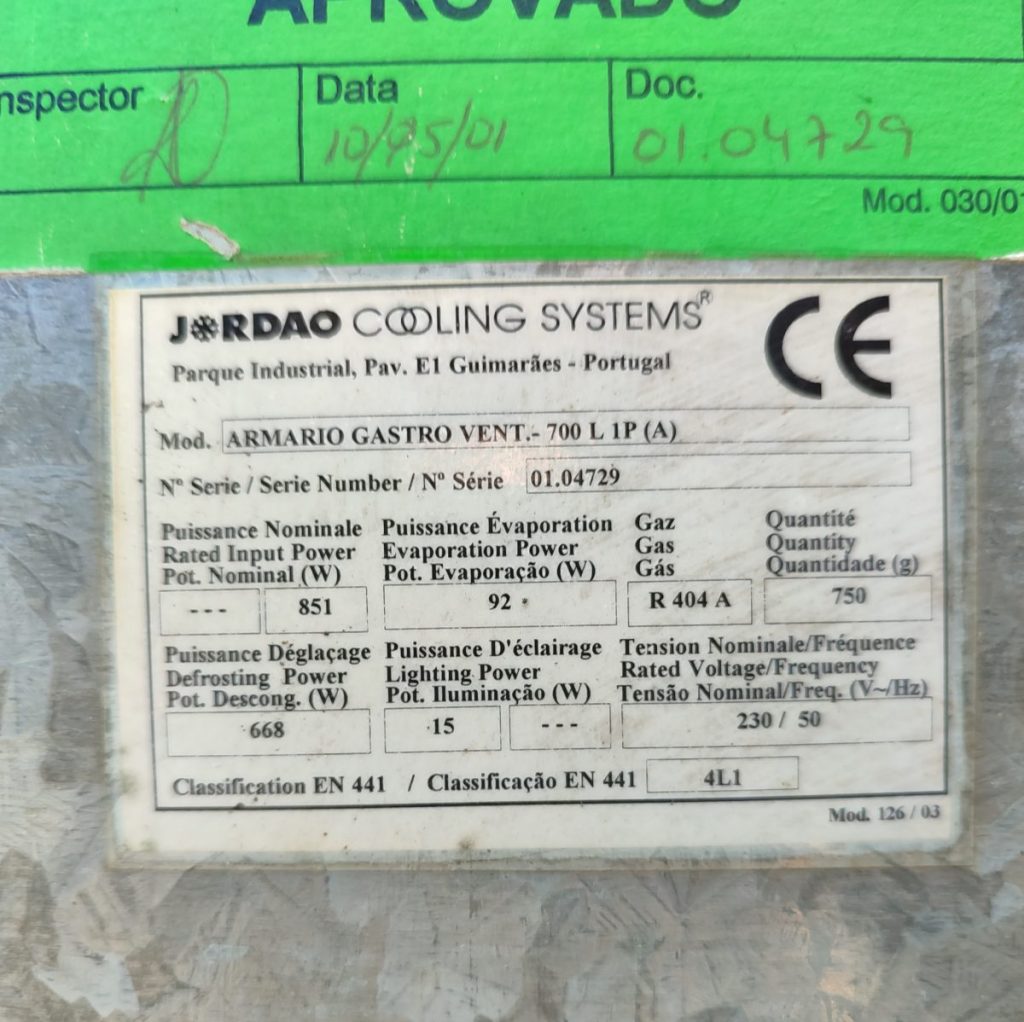 APROVADO
nspector
Data
10/05/01
Doc.
01.04729
Mod. 030/01
JORDAO COOLING SYSTEMS®
Parque Industrial, Pav. E1 Guimarães - Portugal
CE
Mod. ARMARIO GASTRO VENT.- 700 L 1P (A)
Nº Serie / Serie Number / Nº Série 01.04729
Puissance Nominale
Rated Input Power
Pot. Nominal (W)
--- 851
Puissance Évaporation
Evaporation Power
Pot. Evaporação (W)
92
Gaz
Gas
Gás
R 404 A
Quantité
Quantity
Quantidade (g)
750
Puissance Déglaçage
Defrosting Power
Pot. Descong. (W)
668
Puissance D'éclairage
Lighting Power
Pot. Iluminação (W)
15 ---
Tension Nominale/Fréquence
Rated Voltage/Frequency
Tensão Nominal/Freq. (V~/Hz)
230 / 50
Classification EN 441 / Classificação EN 441 4L1
Mod. 126 / 03